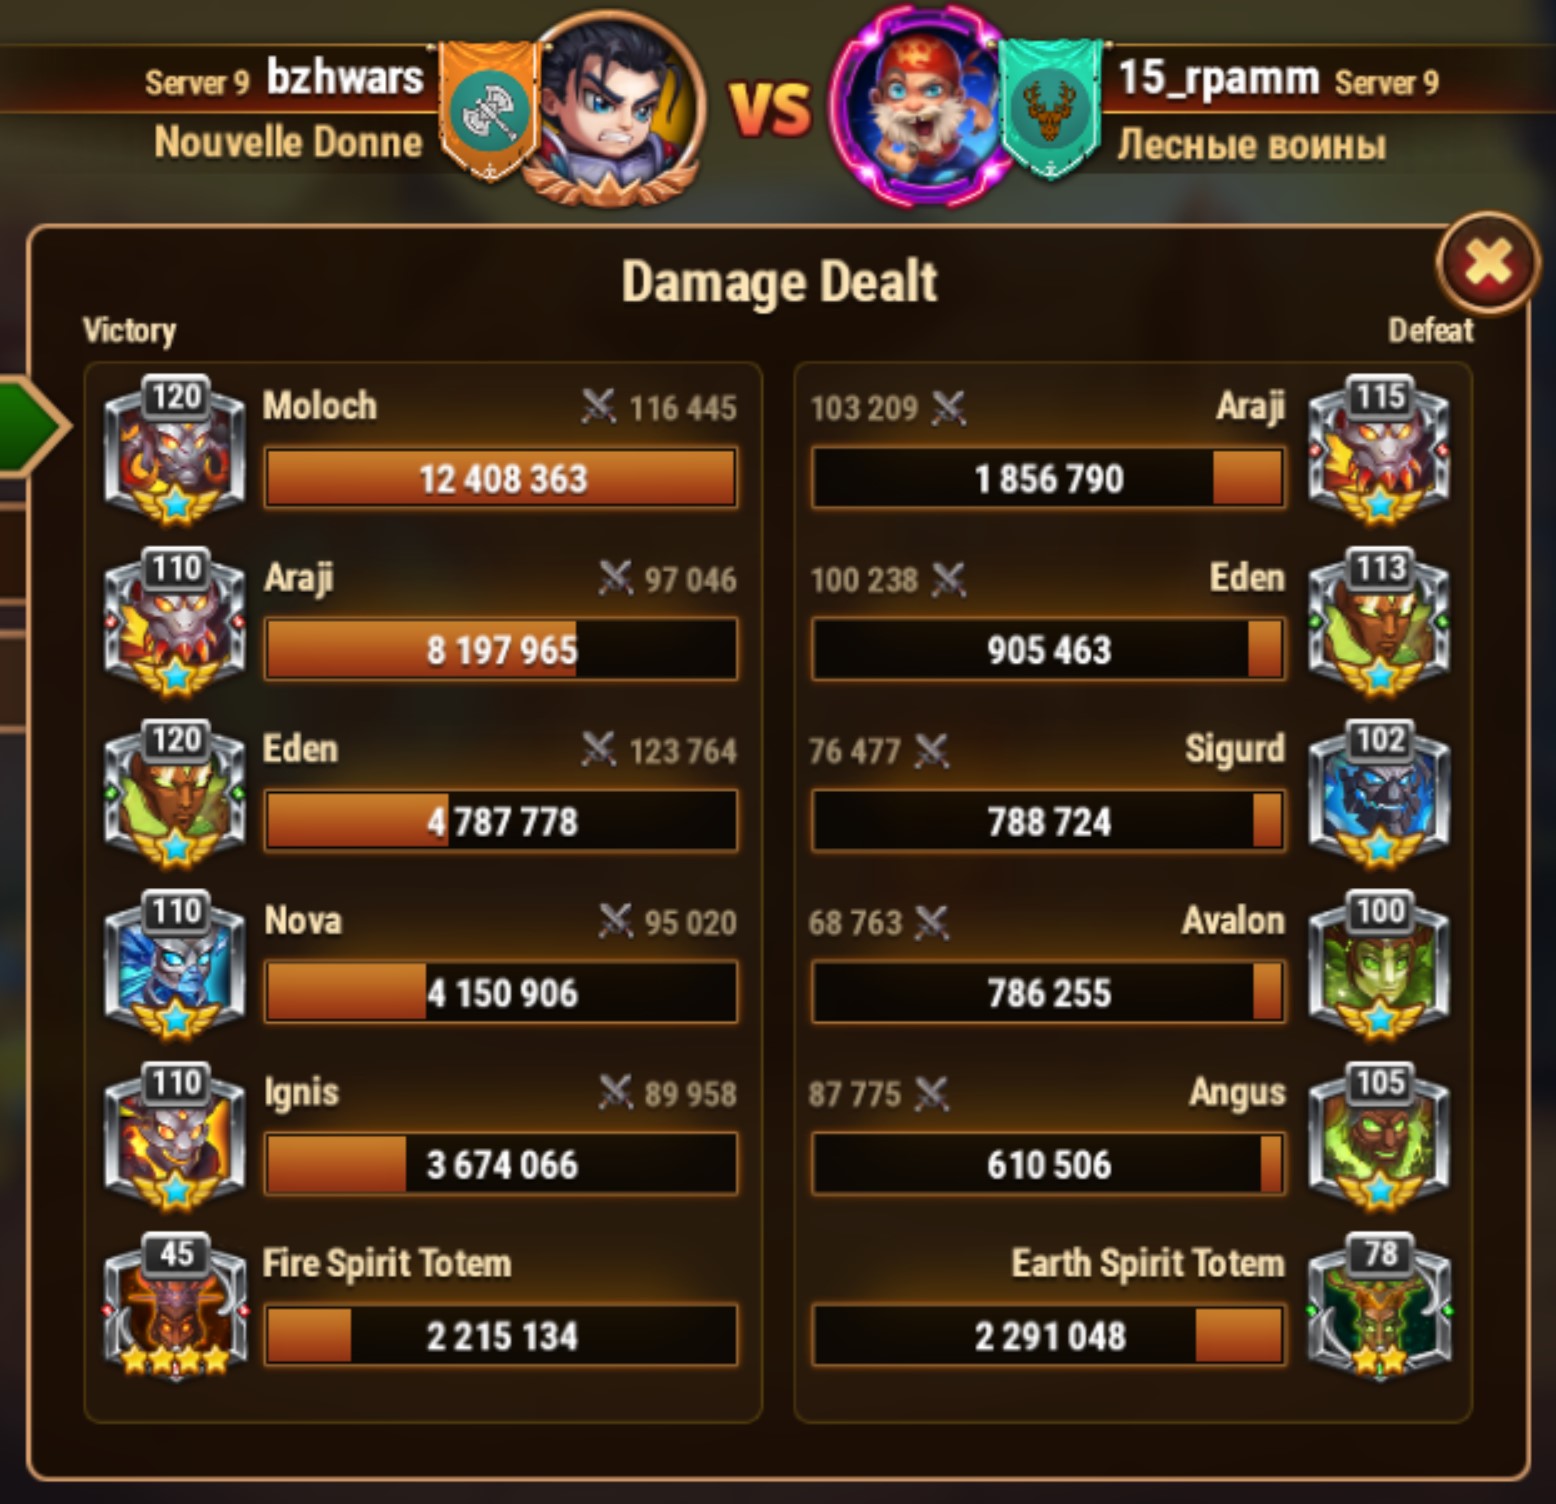 Server 9 bzhwars VS 15_rpamm Server 9
Nouvelle Donne Лесные воины
Damage Dealt
Victory Defeat
120 Moloch 116 445 103 209 Araji 115
12 408 363 1 856 790
110 Araji 97 046 100 238 Eden 113
8 197 965 905 463
120 Eden 123 764 76 477 Sigurd 102
4 787 778 788 724
110 Nova 95 020 68 763 Avalon 100
4 150 906 786 255
110 Ignis 89 958 87 775 Angus 105
3 674 066 610 506
45 Fire Spirit Totem Earth Spirit Totem 78
2 215 134 2 291 048